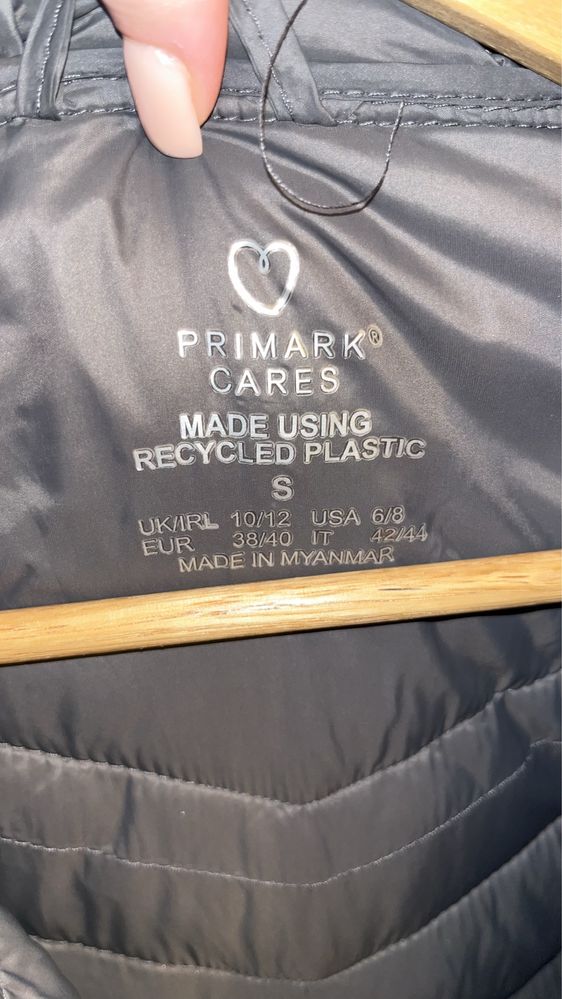 PRIMARK®
CARES
MADE USING
RECYCLED PLASTIC
S
UK/IRL 10/12 USA 6/8
EUR 38/40 IT 42/44
MADE IN MYANMAR